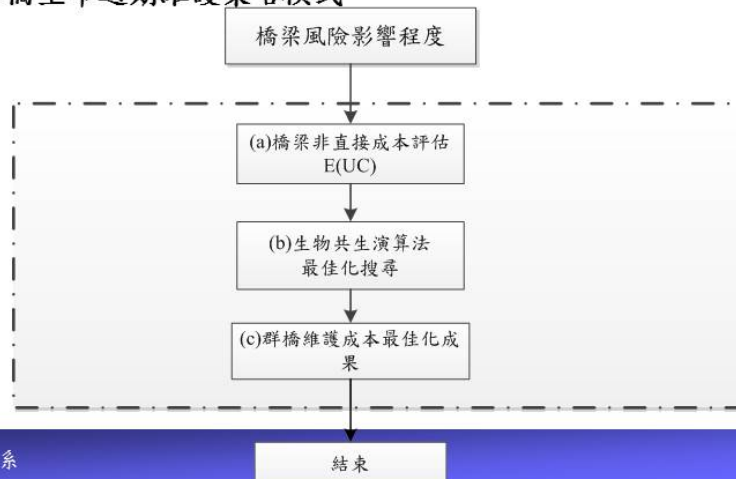 橋梁風險影響程度
(a)橋梁非直接成本評估
E(UC)
(b)生物共生演算法
最佳化搜尋
(c)群橋維護成本最佳化成
果
系
結束